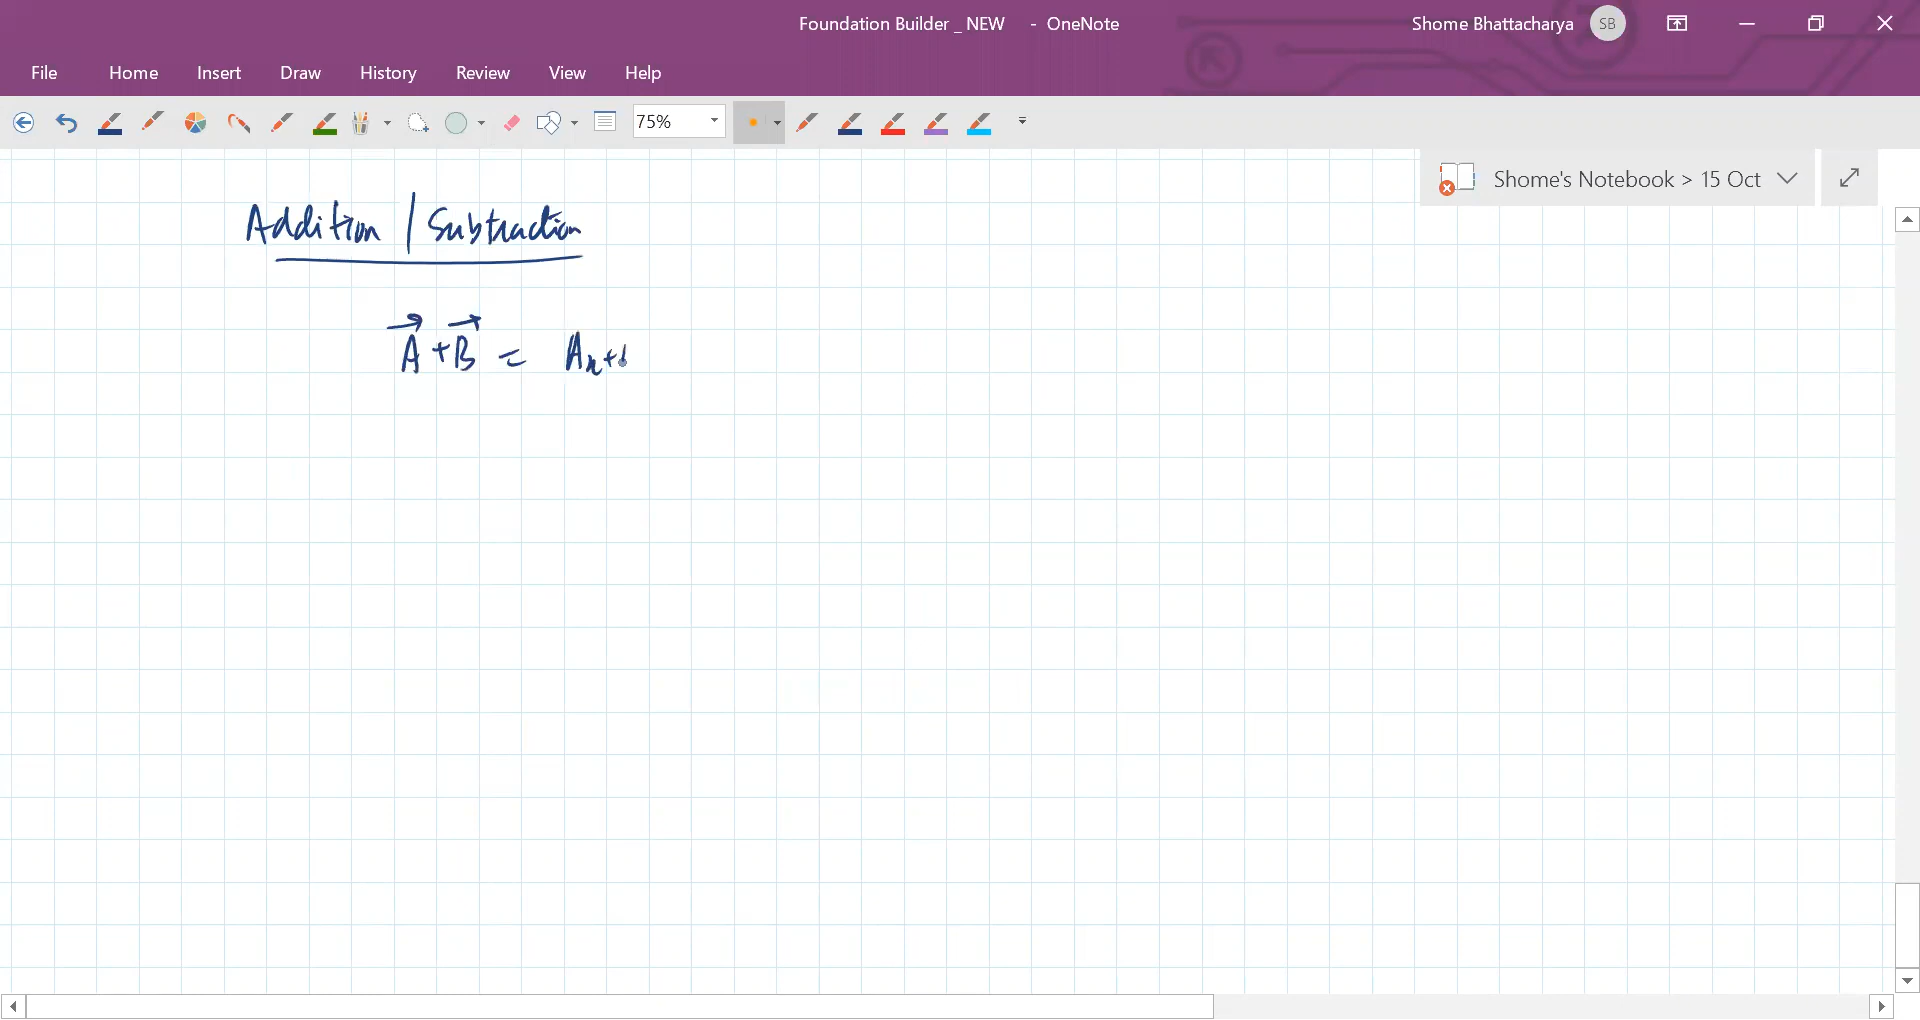 Foundation Builder _ NEW - OneNote
Shome Bhattacharya SB
File Home Insert Draw History Review View Help
75%
Shome's Notebook > 15 Oct
Addition | Subtraction
A⃗ + B⃗ = Aₓ +